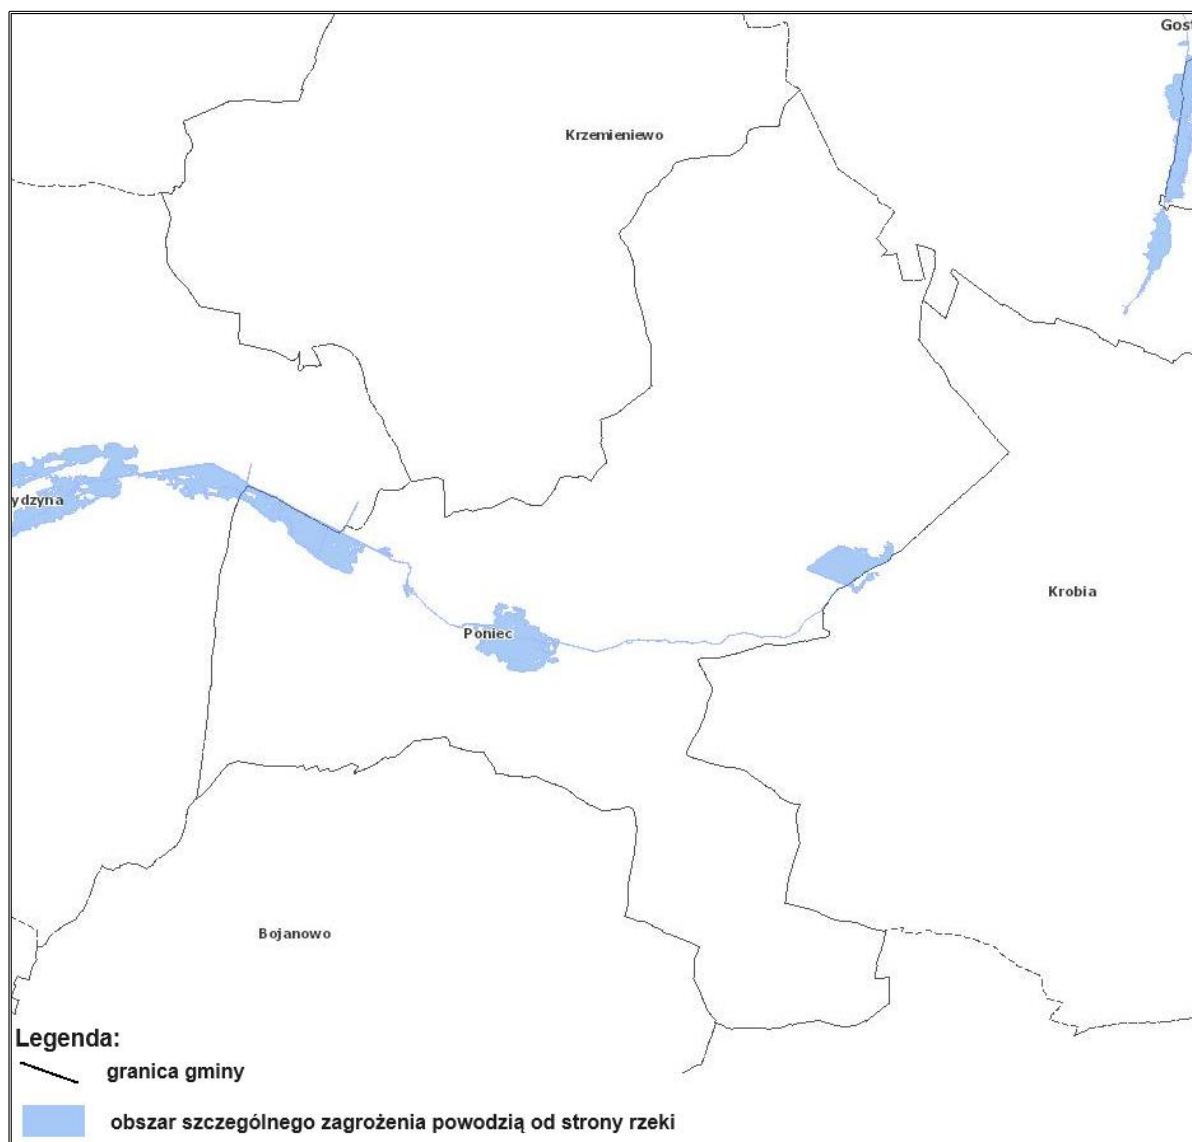 Gost
Krzemieniewo
ydzyna
Krobia
Poniec
Bojanowo
Legenda:
granica gminy
obszar szczególnego zagrożenia powodzią od strony rzeki